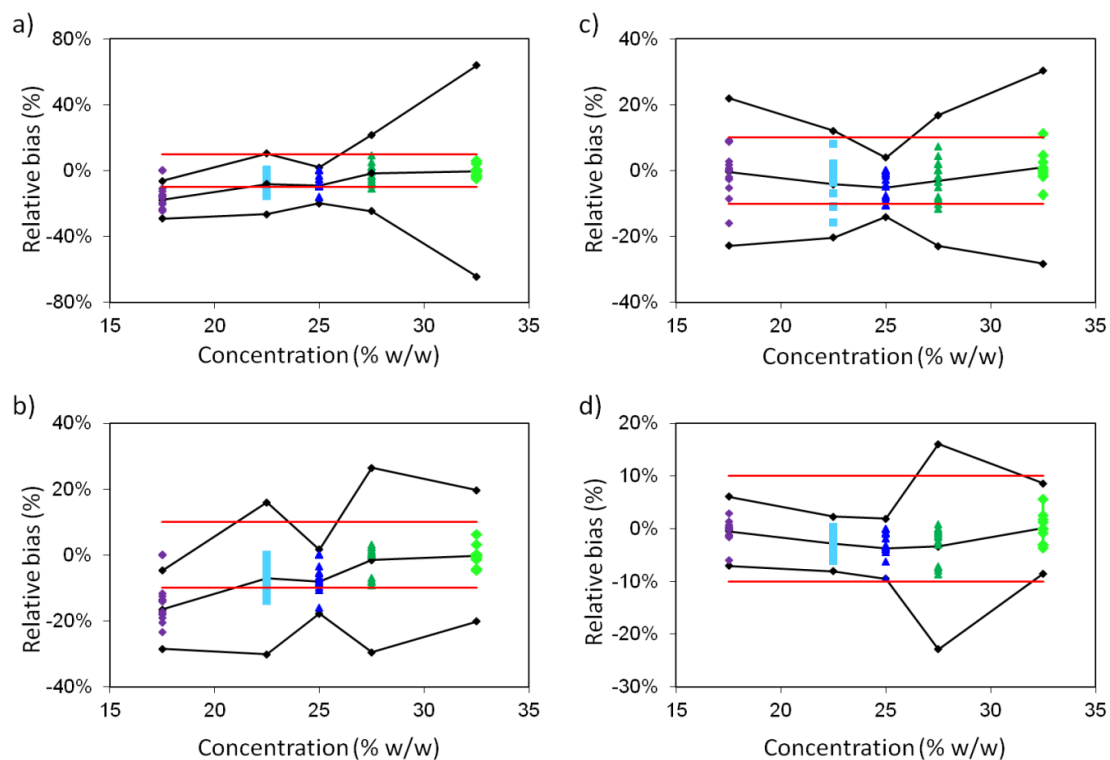 a)
80%
40%
0%
-40%
-80%
Relative bias (%)
15 20 25 30 35
Concentration (% w/w)
b)
40%
20%
0%
-20%
-40%
Relative bias (%)
15 20 25 30 35
Concentration (% w/w)
c)
40%
20%
0%
-20%
-40%
Relative bias (%)
15 20 25 30 35
Concentration (% w/w)
d)
20%
10%
0%
-10%
-20%
-30%
Relative bias (%)
15 20 25 30 35
Concentration (% w/w)